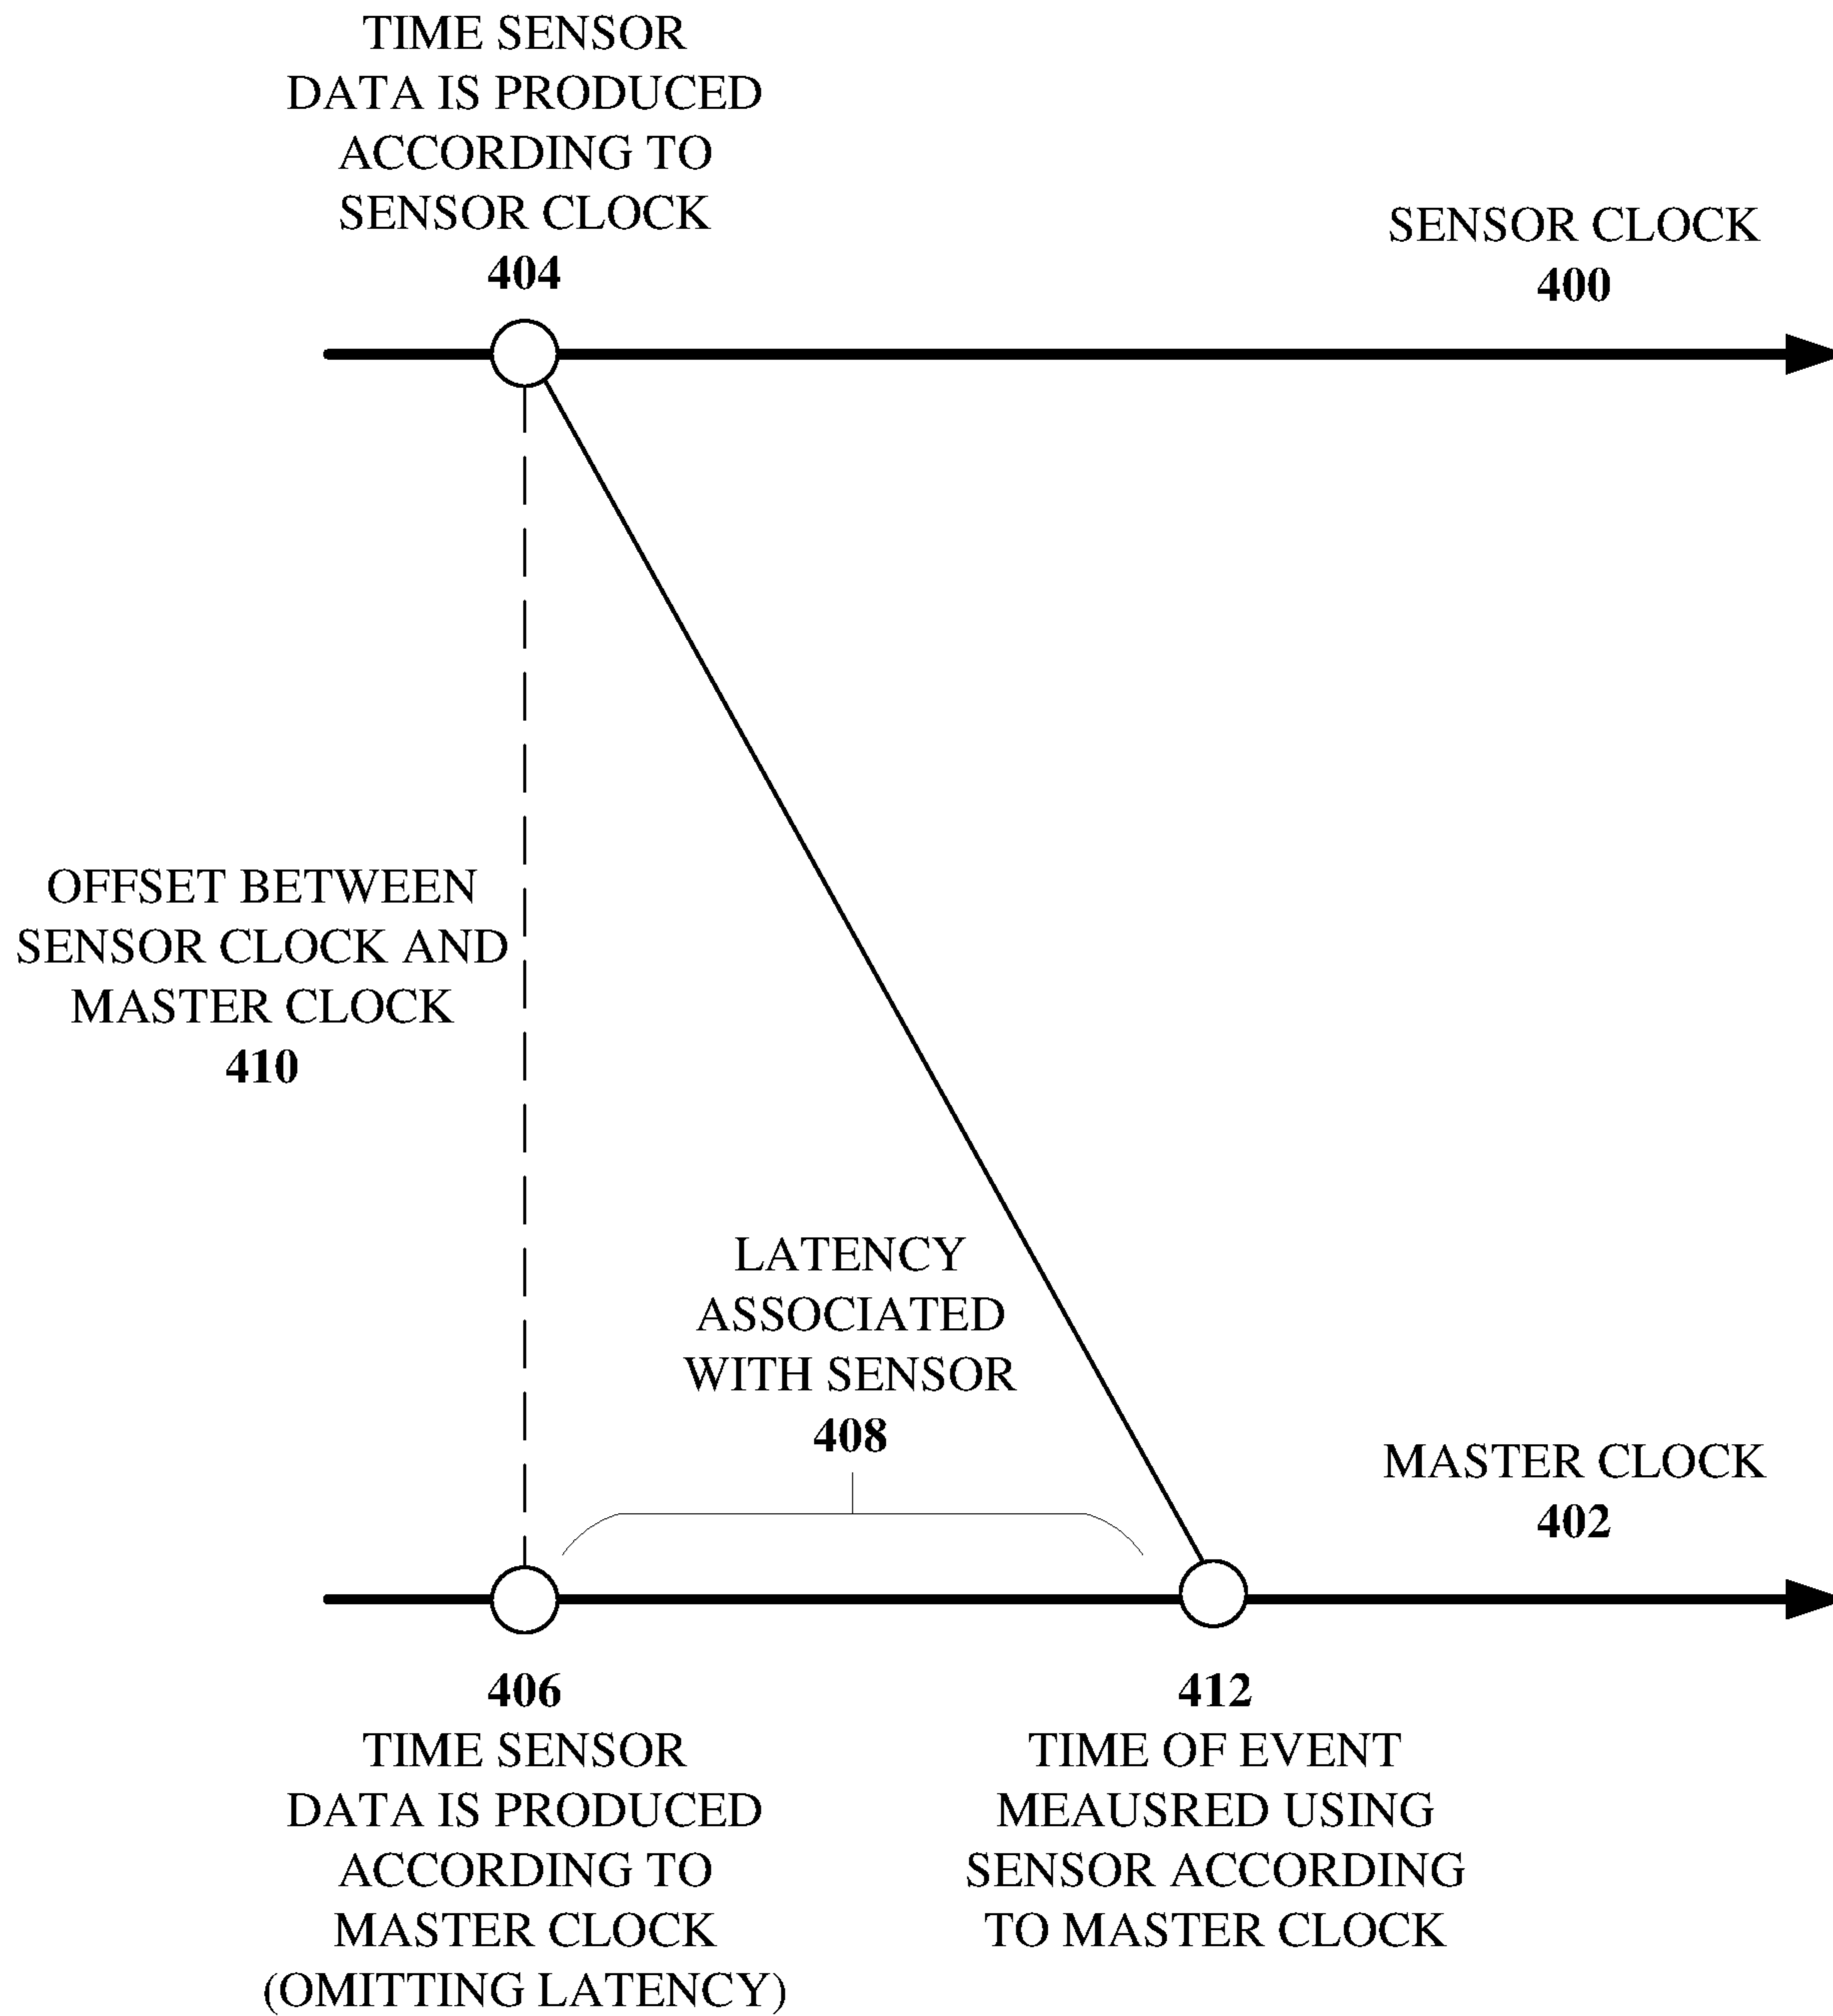 TIME SENSOR
DATA IS PRODUCED
ACCORDING TO
SENSOR CLOCK
404
SENSOR CLOCK
400
OFFSET BETWEEN
SENSOR CLOCK AND
MASTER CLOCK
410
LATENCY
ASSOCIATED
WITH SENSOR
408
MASTER CLOCK
402
406
TIME SENSOR
DATA IS PRODUCED
ACCORDING TO
MASTER CLOCK
(OMITTING LATENCY)
412
TIME OF EVENT
MEAUSRED USING
SENSOR ACCORDING
TO MASTER CLOCK